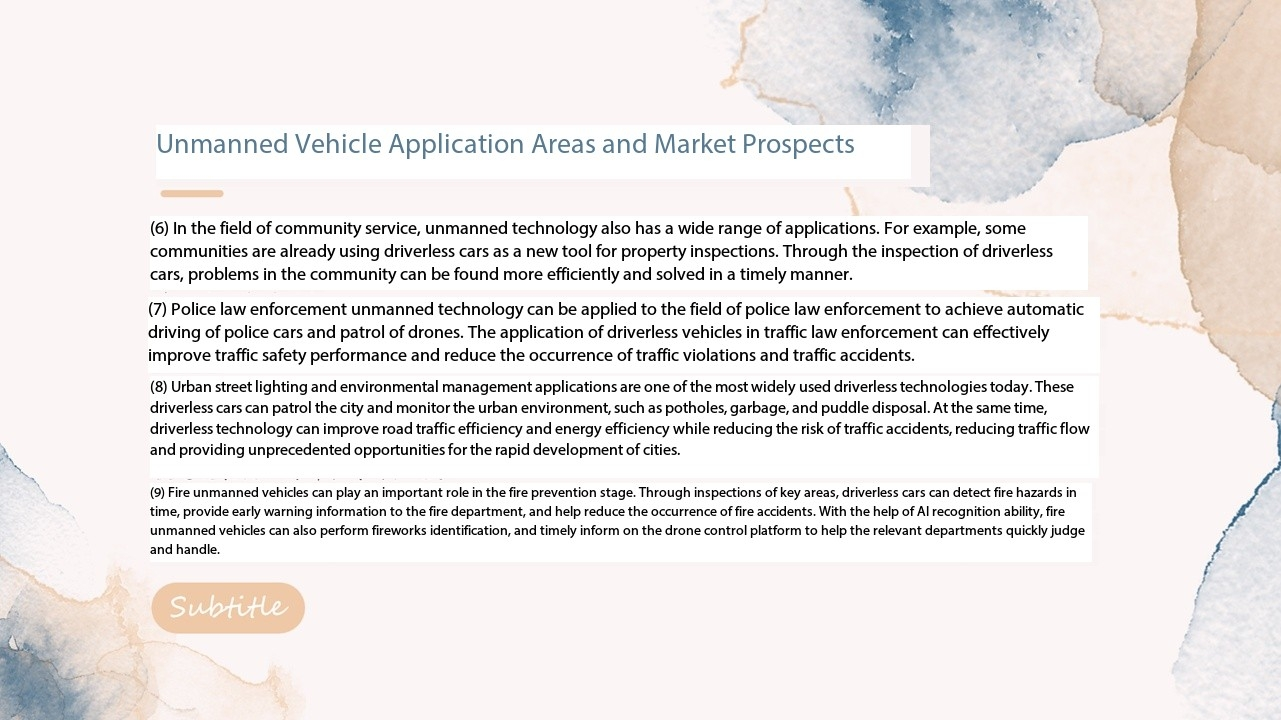 Unmanned Vehicle Application Areas and Market Prospects
(6) In the field of community service, unmanned technology also has a wide range of applications. For example, some
communities are already using driverless cars as a new tool for property inspections. Through the inspection of driverless
cars, problems in the community can be found more efficiently and solved in a timely manner.
(7) Police law enforcement unmanned technology can be applied to the field of police law enforcement to achieve automatic
driving of police cars and patrol of drones. The application of driverless vehicles in traffic law enforcement can effectively
improve traffic safety performance and reduce the occurrence of traffic violations and traffic accidents.
(8) Urban street lighting and environmental management applications are one of the most widely used driverless technologies today. These
driverless cars can patrol the city and monitor the urban environment, such as potholes, garbage, and puddle disposal. At the same time,
driverless technology can improve road traffic efficiency and energy efficiency while reducing the risk of traffic accidents, reducing traffic flow
and providing unprecedented opportunities for the rapid development of cities.
(9) Fire unmanned vehicles can play an important role in the fire prevention stage. Through inspections of key areas, driverless cars can detect fire hazards in
time, provide early warning information to the fire department, and help reduce the occurrence of fire accidents. With the help of AI recognition ability, fire
unmanned vehicles can also perform fireworks identification, and timely inform on the drone control platform to help the relevant departments quickly judge
and handle.
Subtitle